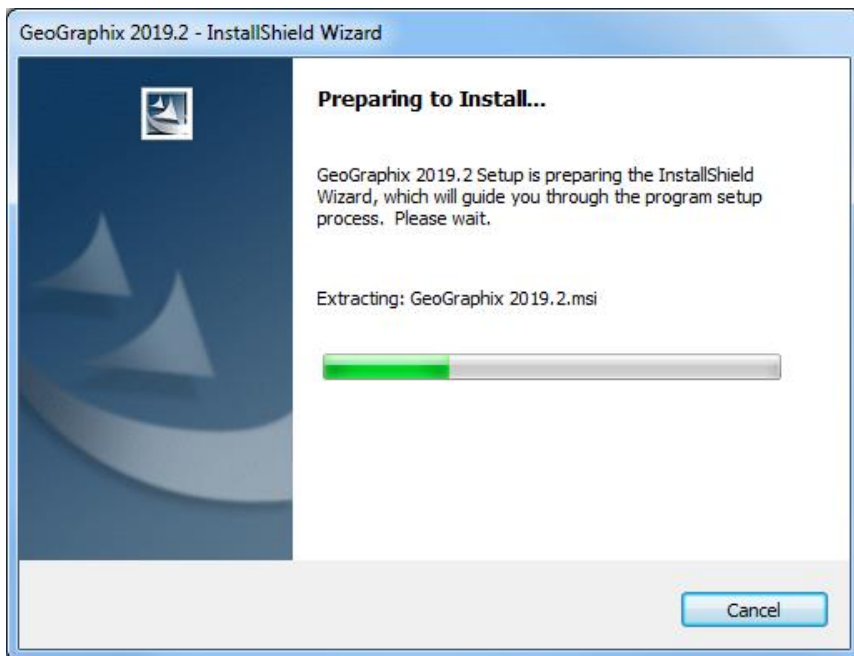 GeoGraphix 2019.2 - InstallShield Wizard
Preparing to Install...
GeoGraphix 2019.2 Setup is preparing the InstallShield
Wizard, which will guide you through the program setup
process.  Please wait.
Extracting: GeoGraphix 2019.2.msi
Cancel